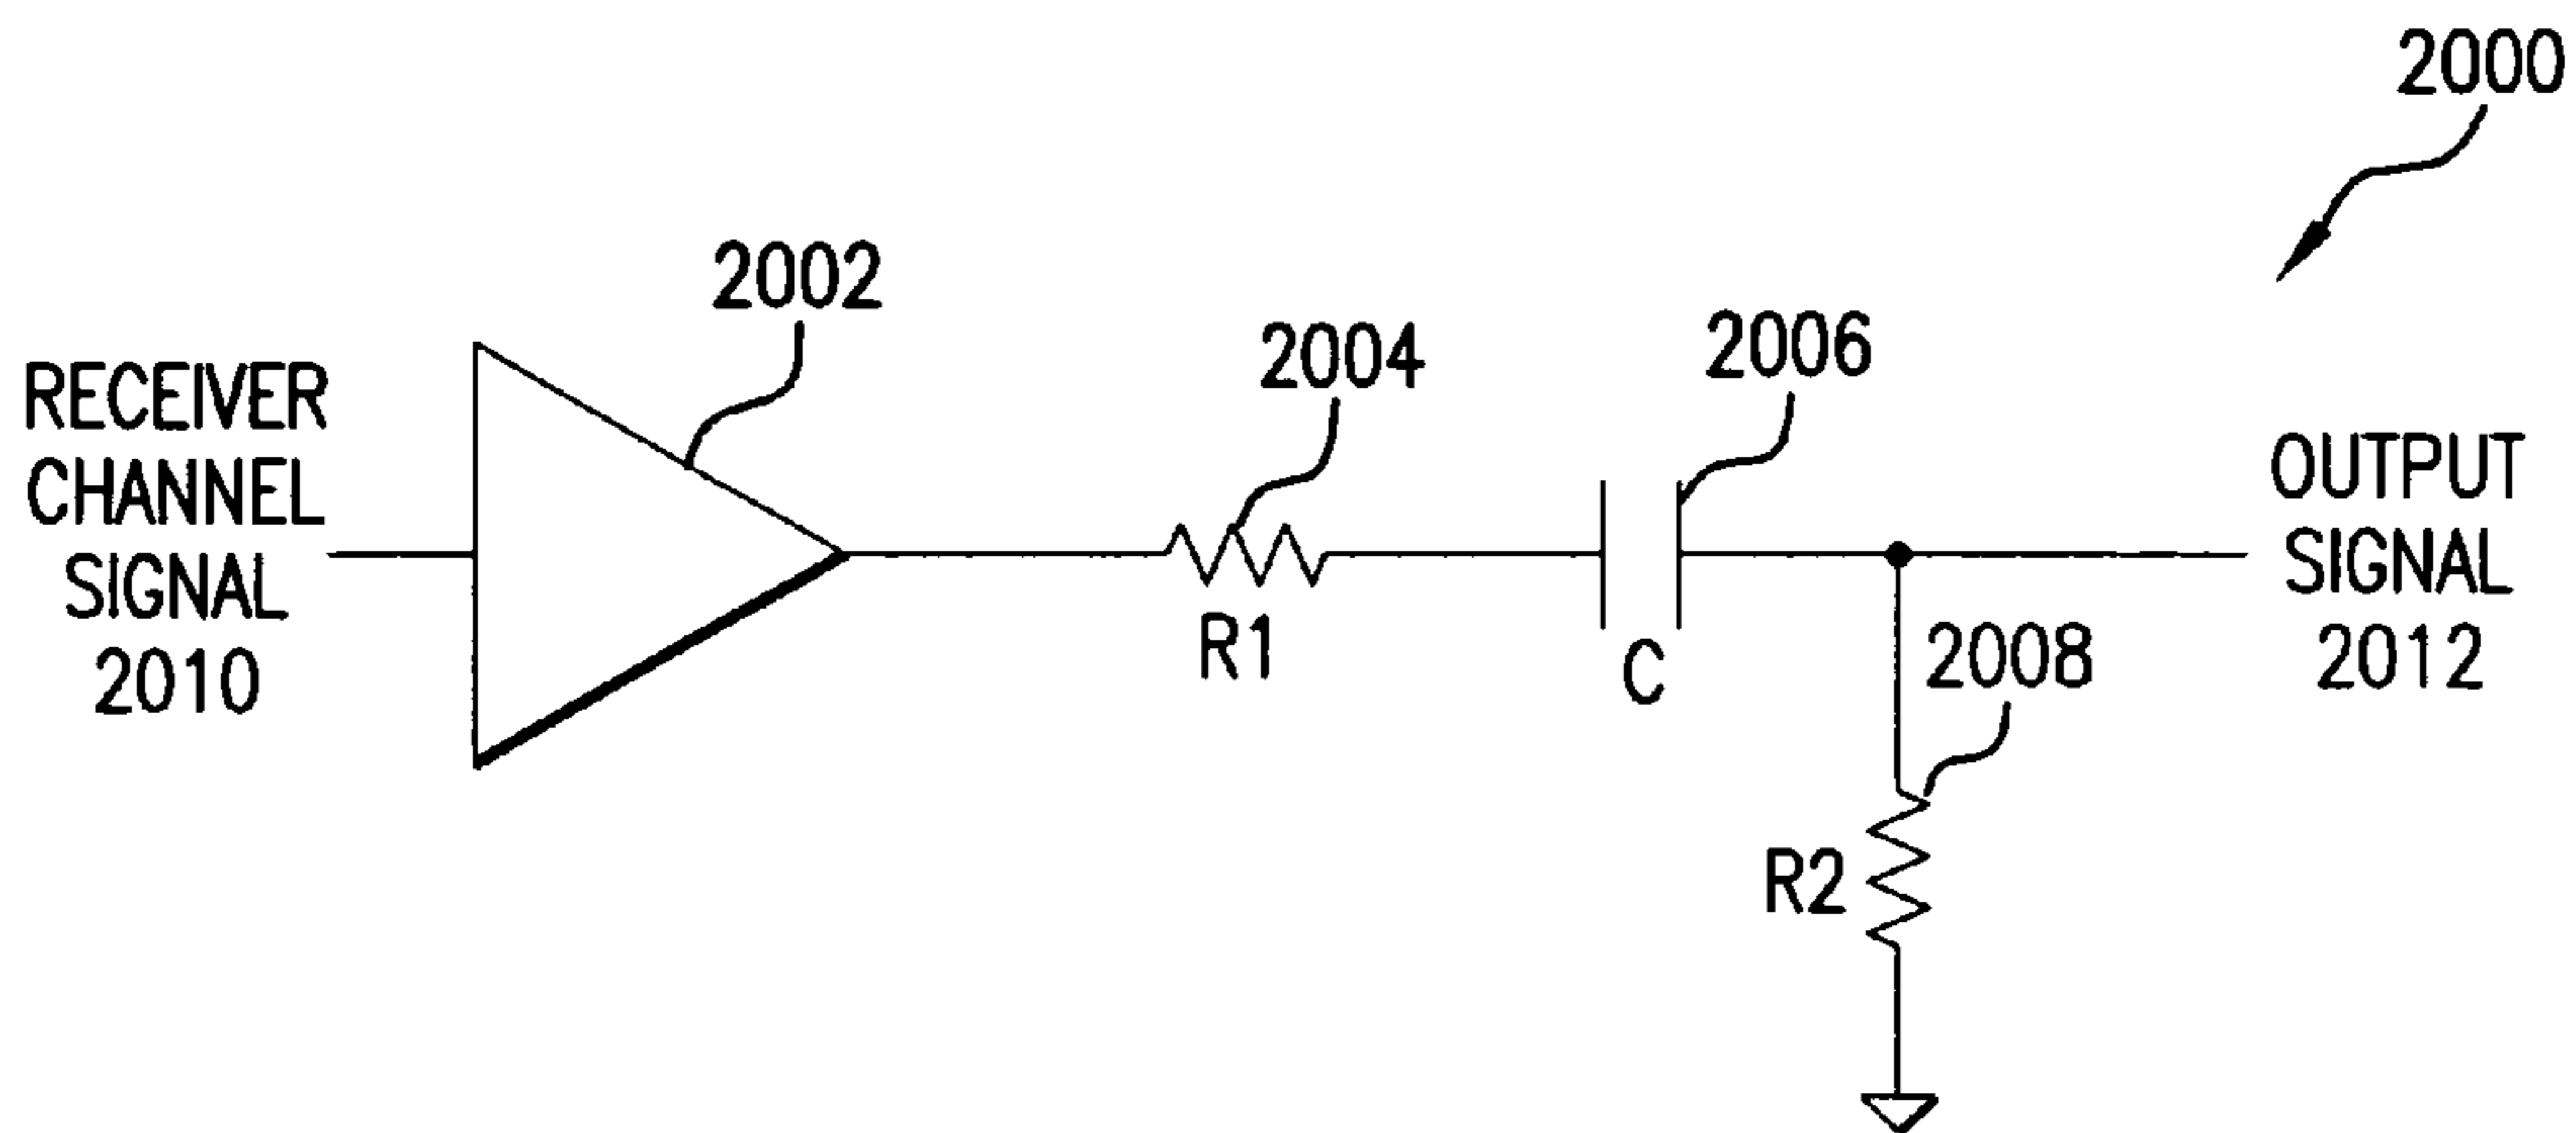 2000
2002
2004
2006
RECEIVER
CHANNEL
SIGNAL
2010
R1
C
2008
R2
OUTPUT
SIGNAL
2012